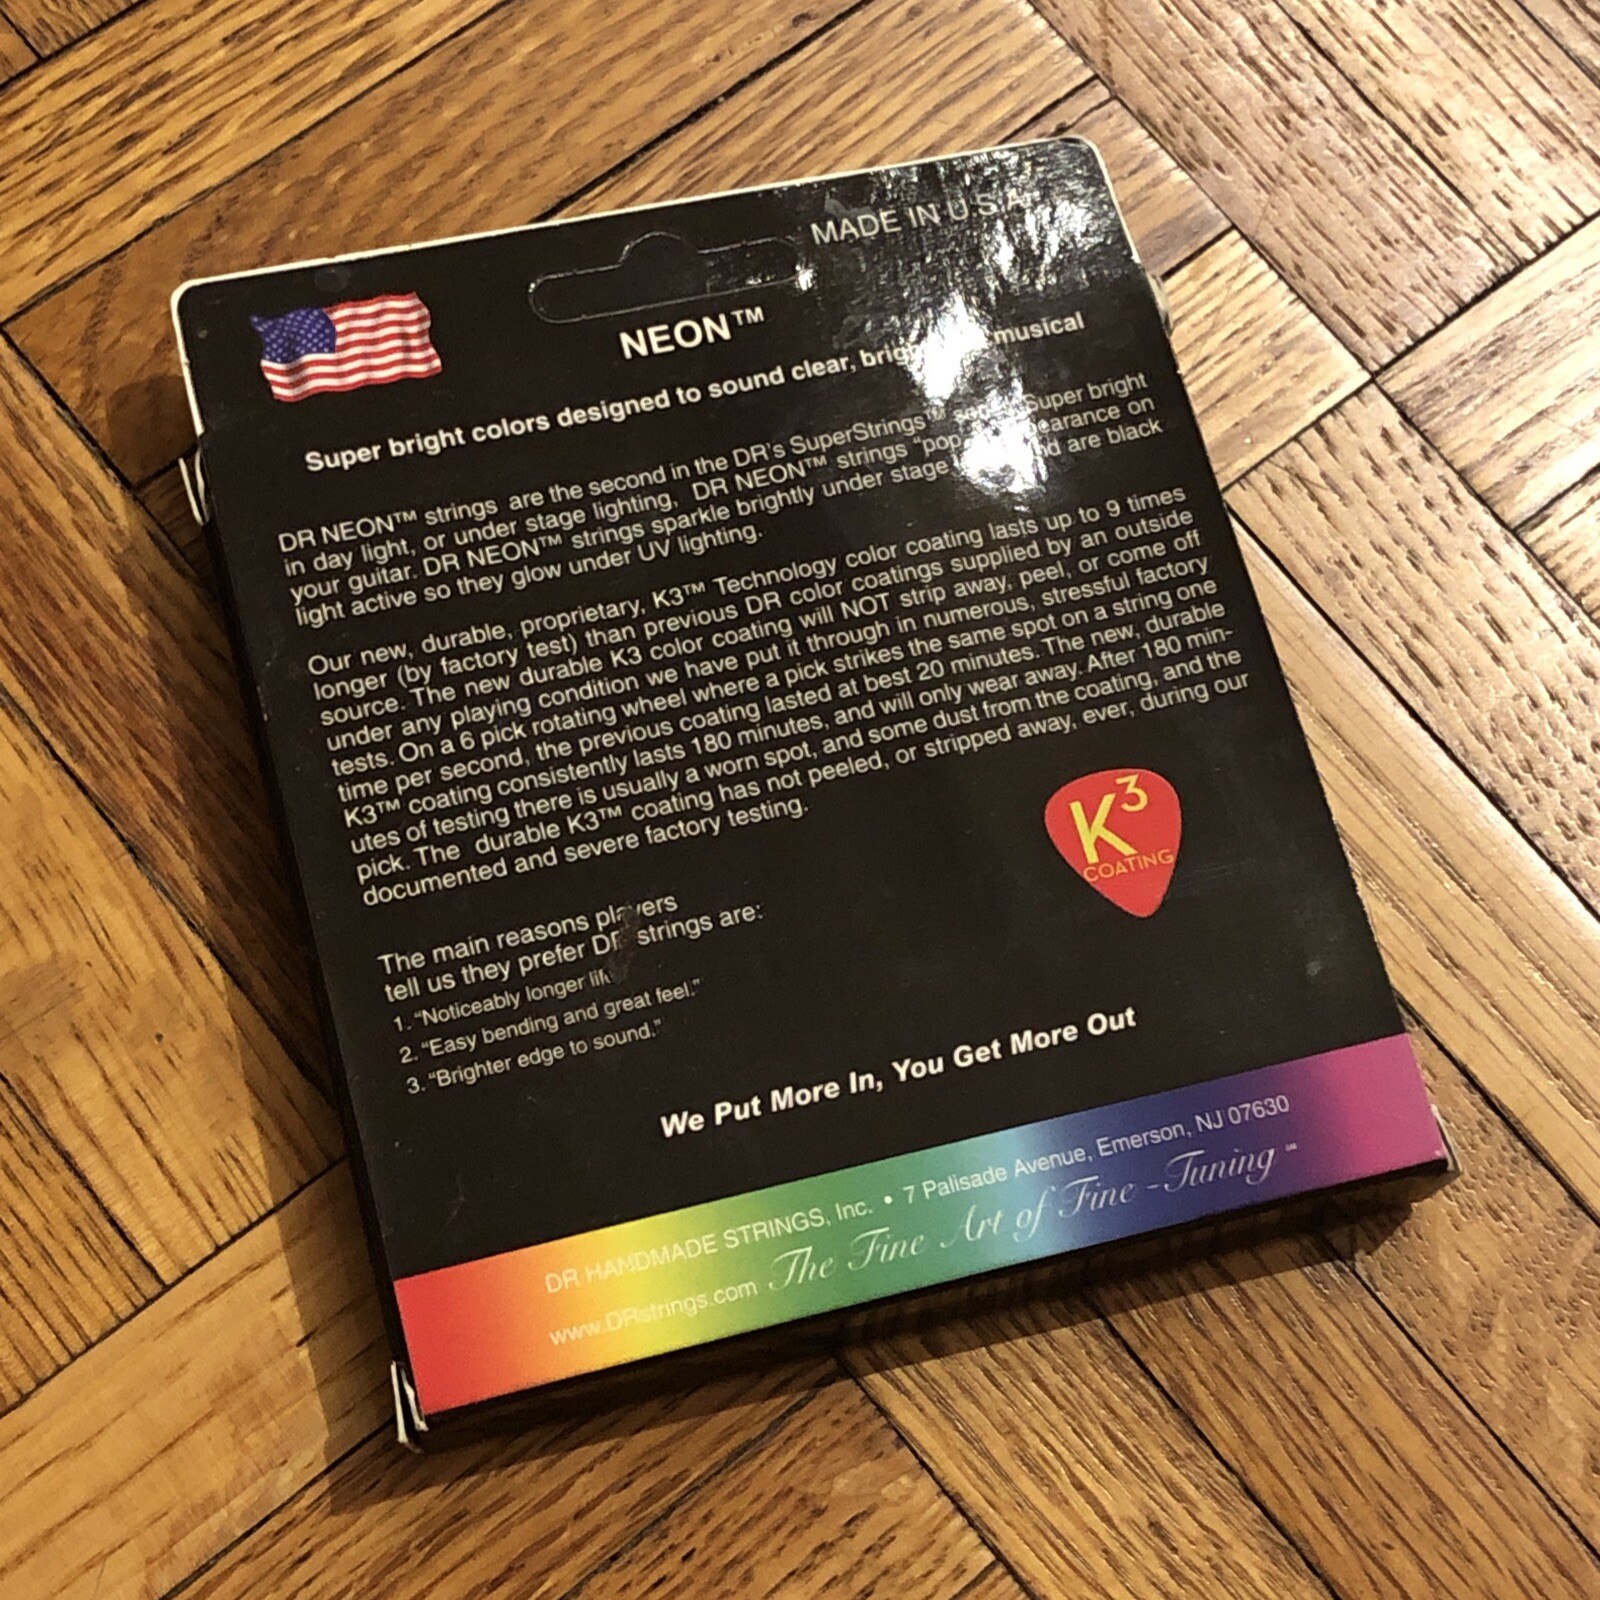 MADE IN U.S.A.
NEON™
Super bright colors designed to sound clear, musical
DR NEON™ strings are the second in the DR's SuperStrings™ Super bright
in day light, or under stage lighting, DR NEON™ strings "pop on
your guitar. DR NEON™ strings sparkle brightly under stage are black
light active so they glow under UV lighting.
Our new, durable, proprietary, K3™ Technology color coating lasts up to 9 times
longer (by factory test) than previous DR color coatings supplied by an outside
source. The new durable K3 color coating will NOT strip away, peel, or come off
under any playing condition we have put it through in numerous, stressful factory
tests. On a 6 pick rotating wheel where a pick strikes the same spot on a string one
time per second, the previous coating lasted at best 20 minutes. The new, durable
K3™ coating consistently lasts 180 minutes, and will only wear away. After 180 min-
utes of testing there is usually a worn spot, and some dust from the coating, and the
pick. The durable K3™ coating has not peeled, or stripped away, ever, during our
documented and severe factory testing.
K3
COATING
The main reasons players
tell us they prefer DR strings are:
1. "Noticeably longer
2. "Easy bending and great feel."
3. "Brighter edge to sound."
We Put More In, You Get More Out
DR HANDMADE STRINGS, Inc. • 7 Palisade Avenue, Emerson, NJ 07630
www.DRstrings.com The Fine Art of Fine-Tuning℠